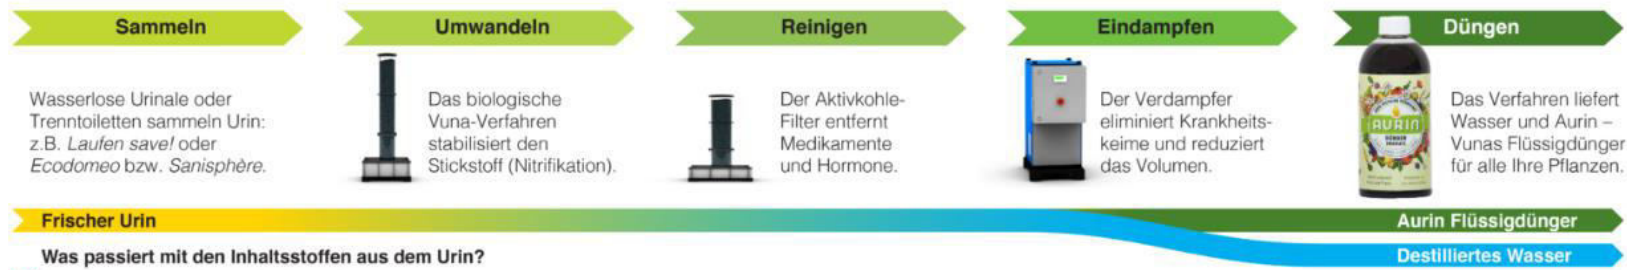 Sammeln
Umwandeln
Reinigen
Eindampfen
Düngen
Wasserlose Urinale oder
Trenntoiletten sammeln Urin:
z.B. Laufen save! oder
Ecodomeo bzw. Sanisphère.
Das biologische
Vuna-Verfahren
stabilisiert den
Stickstoff (Nitrifikation).
Der Aktivkohle-
Filter entfernt
Medikamente
und Hormone.
Der Verdampfer
eliminiert Krankheits-
keime und reduziert
das Volumen.
AURIN
Das Verfahren liefert
Wasser und Aurin –
Vunas Flüssigdünger
für alle Ihre Pflanzen.
Frischer Urin
Aurin Flüssigdünger
Was passiert mit den Inhaltsstoffen aus dem Urin?
Destilliertes Wasser